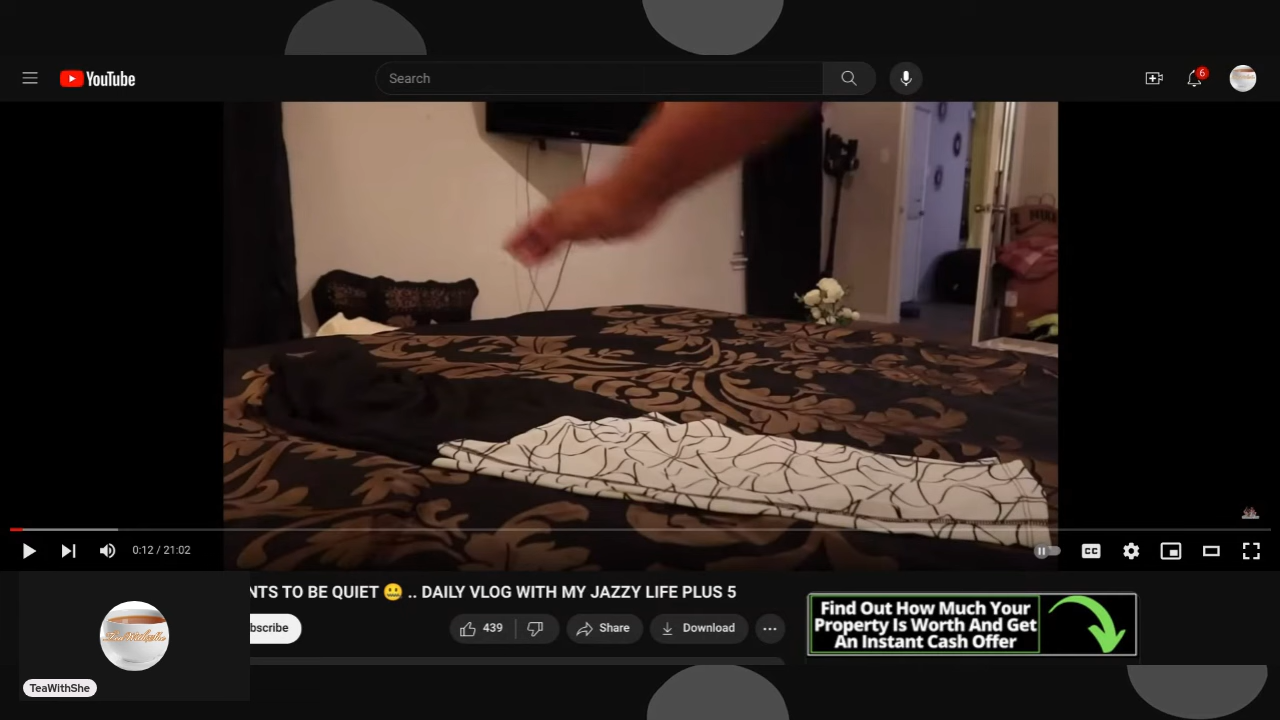 YouTube
Search
6
0:12 / 21:02
CC
NTS TO BE QUIET 🤐 .. DAILY VLOG WITH MY JAZZY LIFE PLUS 5
bscribe
439
Share
Download
Find Out How Much Your
Property Is Worth And Get
An Instant Cash Offer
TeaWithShe
TeaWithShe